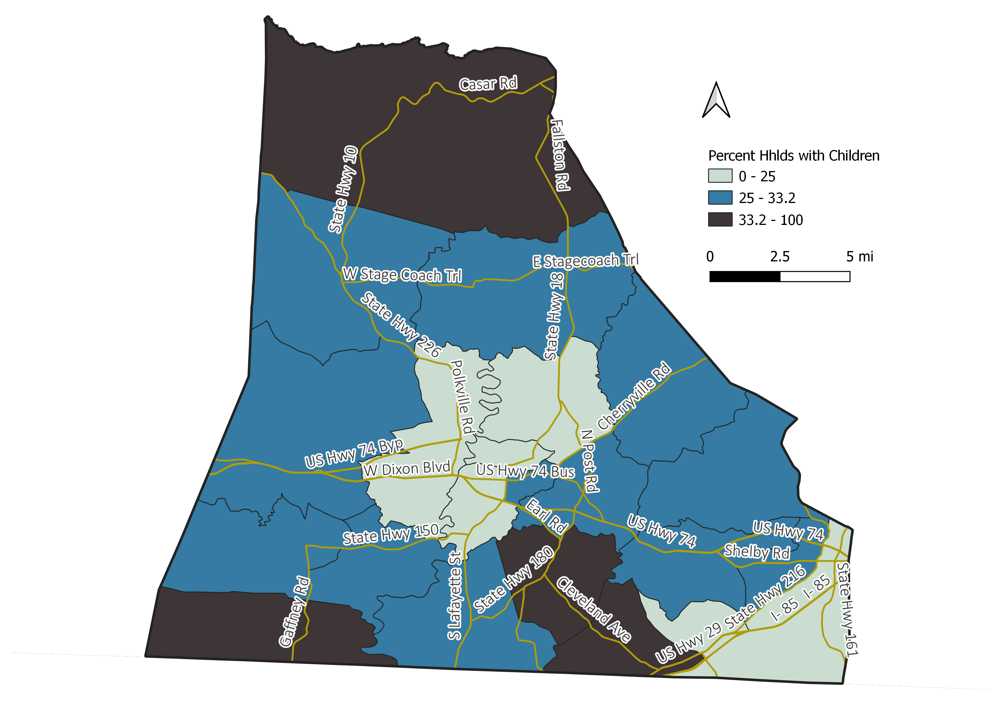 Casar Rd
Fallston Rd
Percent Hhlds with Children
0 - 25
State Hwy 10
25 - 33.2
33.2 - 100
0 2.5 5 mi
E Stagecoach Trl
W Stage Coach Trl
State Hwy 18
State Hwy 226
Polkville Rd
Cherryville Rd
US Hwy 74 Byp
N Post Rd
W Dixon Blvd
US Hwy 74 Bus
Earl Rd
US Hwy 74
US Hwy 74
State Hwy 150
Shelby Rd
State Hwy 180
S Lafayette St
Gaffney Rd
Cleveland Ave
State Hwy 216
I- 85
I- 85
State Hwy 161
US Hwy 29